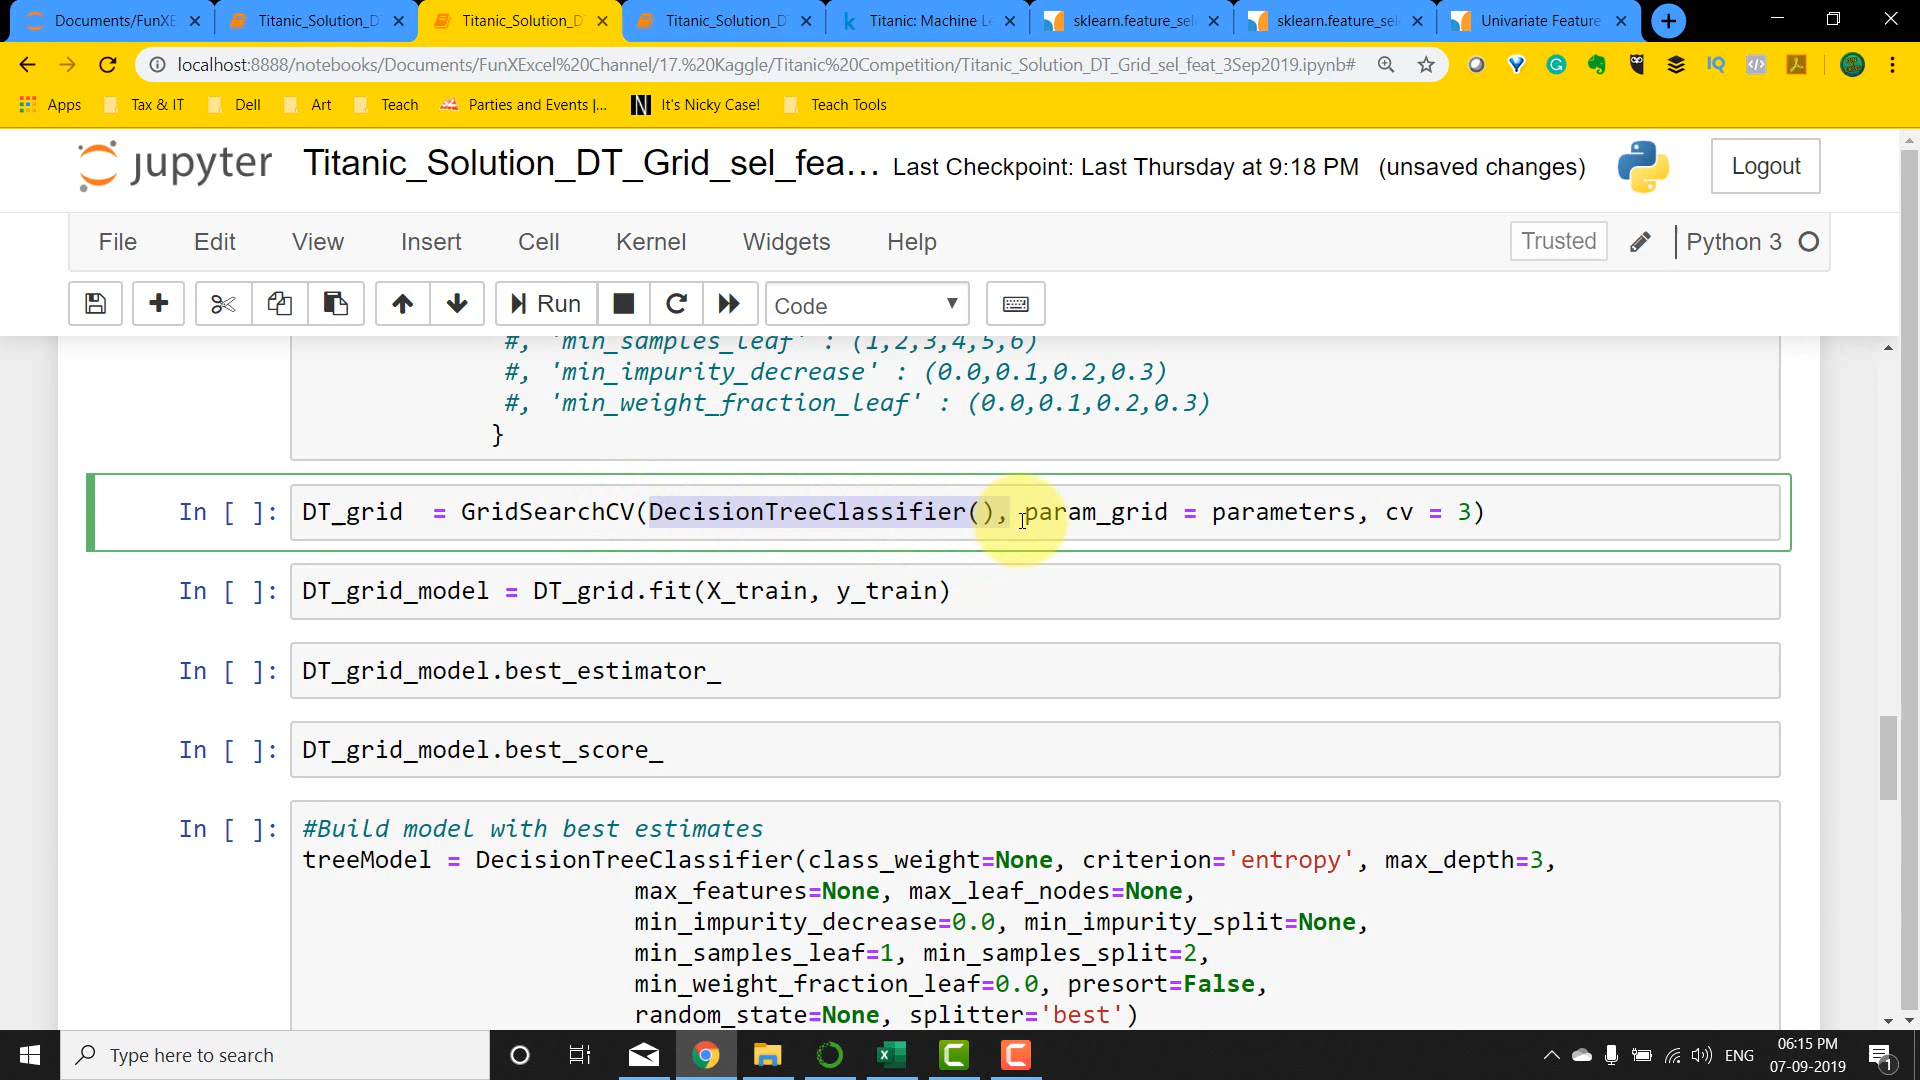 Documents/FunXE
Titanic_Solution_D
Titanic_Solution_D
Titanic_Solution_D
Titanic: Machine L
sklearn.feature_sel
sklearn.feature_sel
Univariate Feature
localhost:8888/notebooks/Documents/FunXExcel%20Channel/17.%20Kaggle/Titanic%20Competition/Titanic_Solution_DT_Grid_sel_feat_3Sep2019.ipynb#
Apps Tax & IT Dell Art Teach Parties and Events |... It's Nicky Case! Teach Tools
jupyter Titanic_Solution_DT_Grid_sel_fea... Last Checkpoint: Last Thursday at 9:18 PM (unsaved changes) Logout
File Edit View Insert Cell Kernel Widgets Help Trusted Python 3
Run Code
#, 'min_samples_leaf' : (1,2,3,4,5,6)
#, 'min_impurity_decrease' : (0.0,0.1,0.2,0.3)
#, 'min_weight_fraction_leaf' : (0.0,0.1,0.2,0.3)
}
In [ ]: DT_grid = GridSearchCV(DecisionTreeClassifier(), param_grid = parameters, cv = 3)
In [ ]: DT_grid_model = DT_grid.fit(X_train, y_train)
In [ ]: DT_grid_model.best_estimator_
In [ ]: DT_grid_model.best_score_
In [ ]: #Build model with best estimates
treeModel = DecisionTreeClassifier(class_weight=None, criterion='entropy', max_depth=3,
max_features=None, max_leaf_nodes=None,
min_impurity_decrease=0.0, min_impurity_split=None,
min_samples_leaf=1, min_samples_split=2,
min_weight_fraction_leaf=0.0, presort=False,
random_state=None, splitter='best')
Type here to search
ENG
06:15 PM
07-09-2019
1